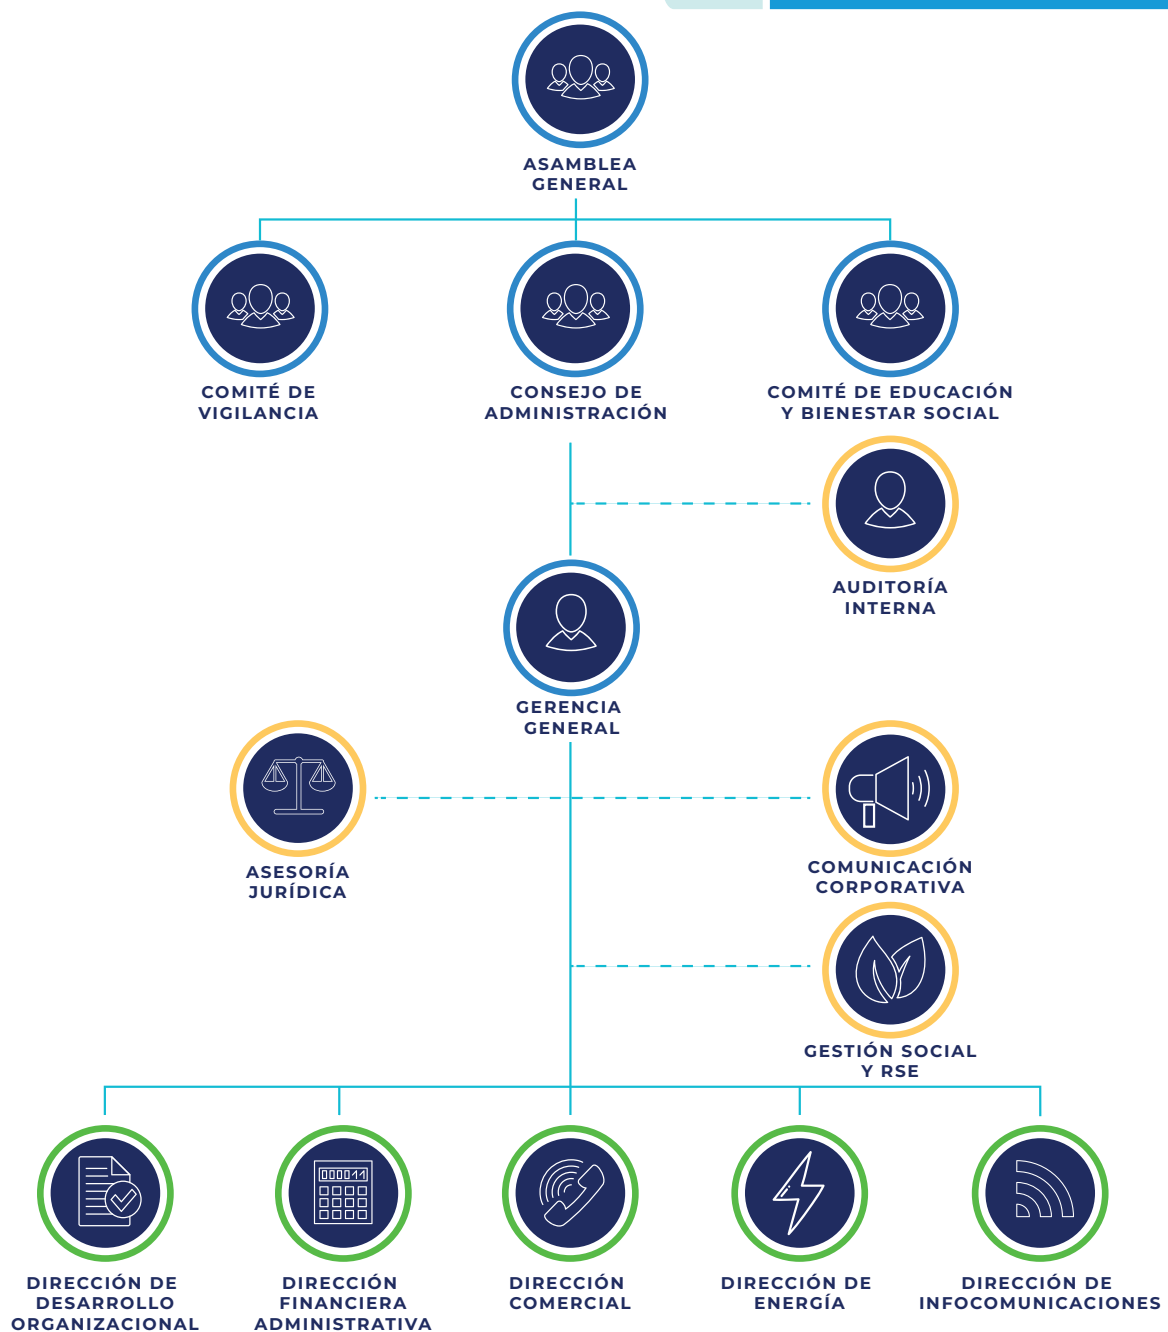 ASAMBLEA
GENERAL
COMITÉ DE
VIGILANCIA
CONSEJO DE
ADMINISTRACIÓN
COMITÉ DE EDUCACIÓN
Y BIENESTAR SOCIAL
AUDITORÍA
INTERNA
GERENCIA
GENERAL
ASESORÍA
JURÍDICA
COMUNICACIÓN
CORPORATIVA
GESTIÓN SOCIAL
Y RSE
000011
DIRECCIÓN DE
DESARROLLO
ORGANIZACIONAL
DIRECCIÓN
FINANCIERA
ADMINISTRATIVA
DIRECCIÓN
COMERCIAL
DIRECCIÓN DE
ENERGÍA
DIRECCIÓN DE
INFOCOMUNICACIONES